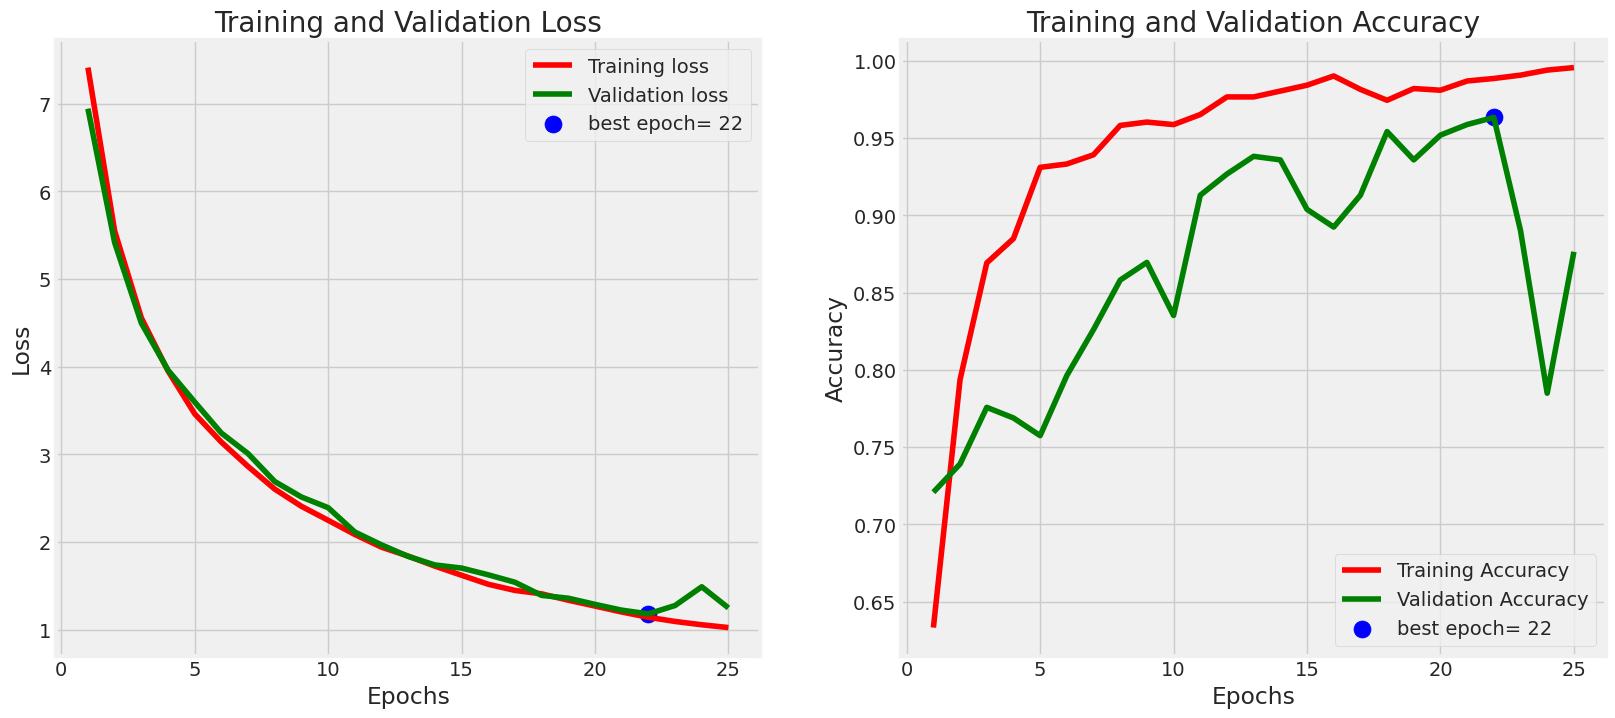 Training and Validation Loss
Training loss
Validation loss
best epoch= 22
7
6
5
4
3
2
1
Loss
0
5
10
15
20
25
Epochs
Training and Validation Accuracy
1.00
0.95
0.90
0.85
0.80
0.75
0.70
0.65
Accuracy
Training Accuracy
Validation Accuracy
best epoch= 22
0
5
10
15
20
25
Epochs